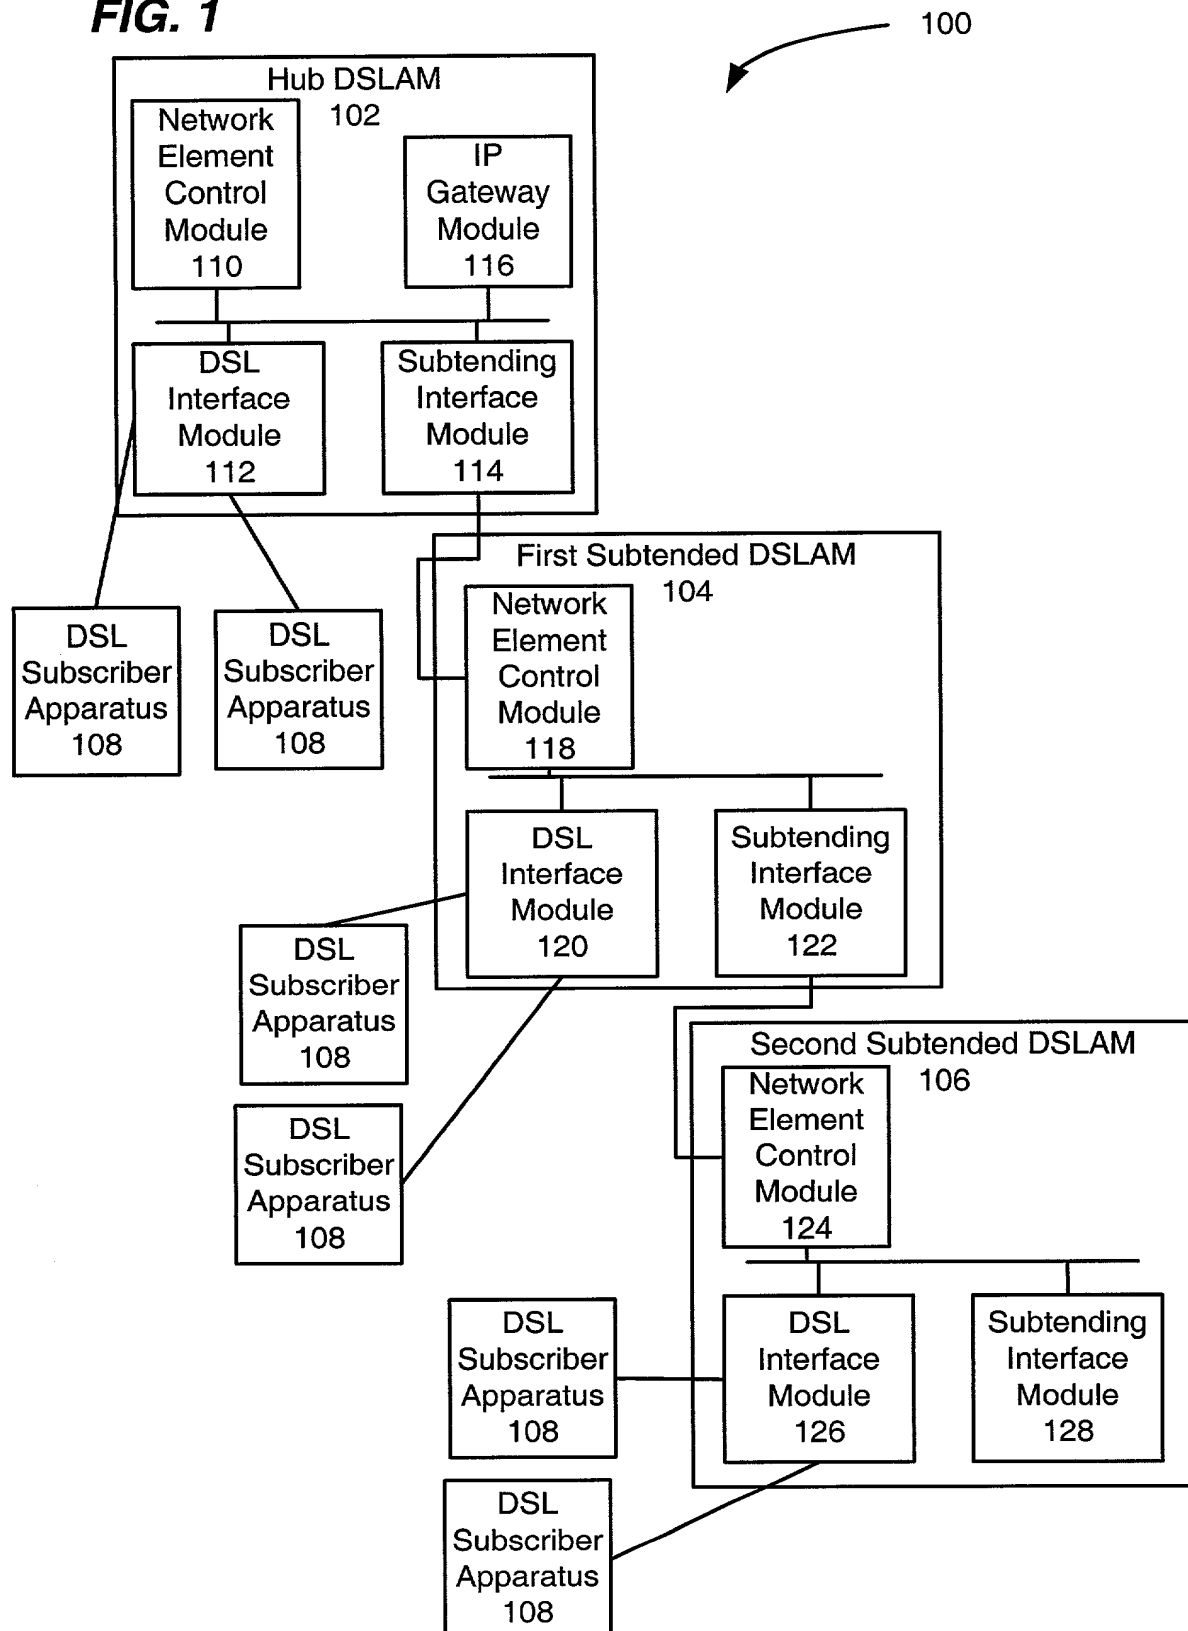 FIG. 1
100
Hub DSLAM
102
Network
Element
Control
Module
110
IP
Gateway
Module
116
DSL
Interface
Module
112
Subtending
Interface
Module
114
DSL
Subscriber
Apparatus
108
DSL
Subscriber
Apparatus
108
First Subtended DSLAM
104
Network
Element
Control
Module
118
DSL
Interface
Module
120
Subtending
Interface
Module
122
DSL
Subscriber
Apparatus
108
DSL
Subscriber
Apparatus
108
Second Subtended DSLAM
106
Network
Element
Control
Module
124
DSL
Interface
Module
126
Subtending
Interface
Module
128
DSL
Subscriber
Apparatus
108
DSL
Subscriber
Apparatus
108